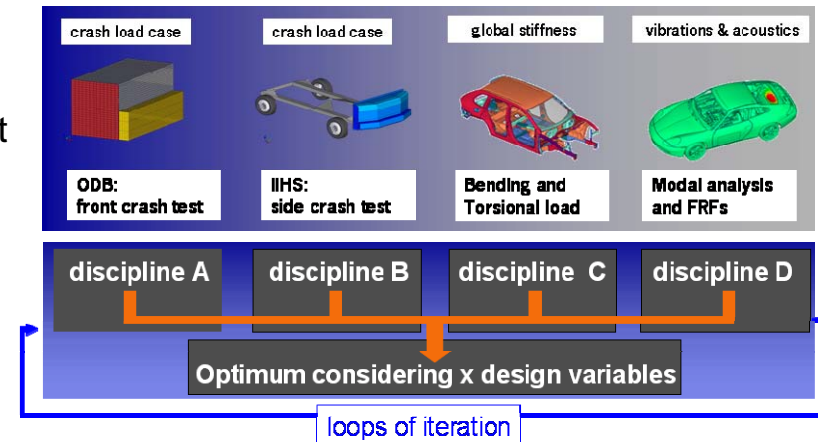 crash load case
crash load case
global stiffness
vibrations & acoustics
t
ODB:
front crash test
IIHS:
side crash test
Bending and
Torsional load
Modal analysis
and FRFs
discipline A
discipline B
discipline C
discipline D
Optimum considering x design variables
loops of iteration